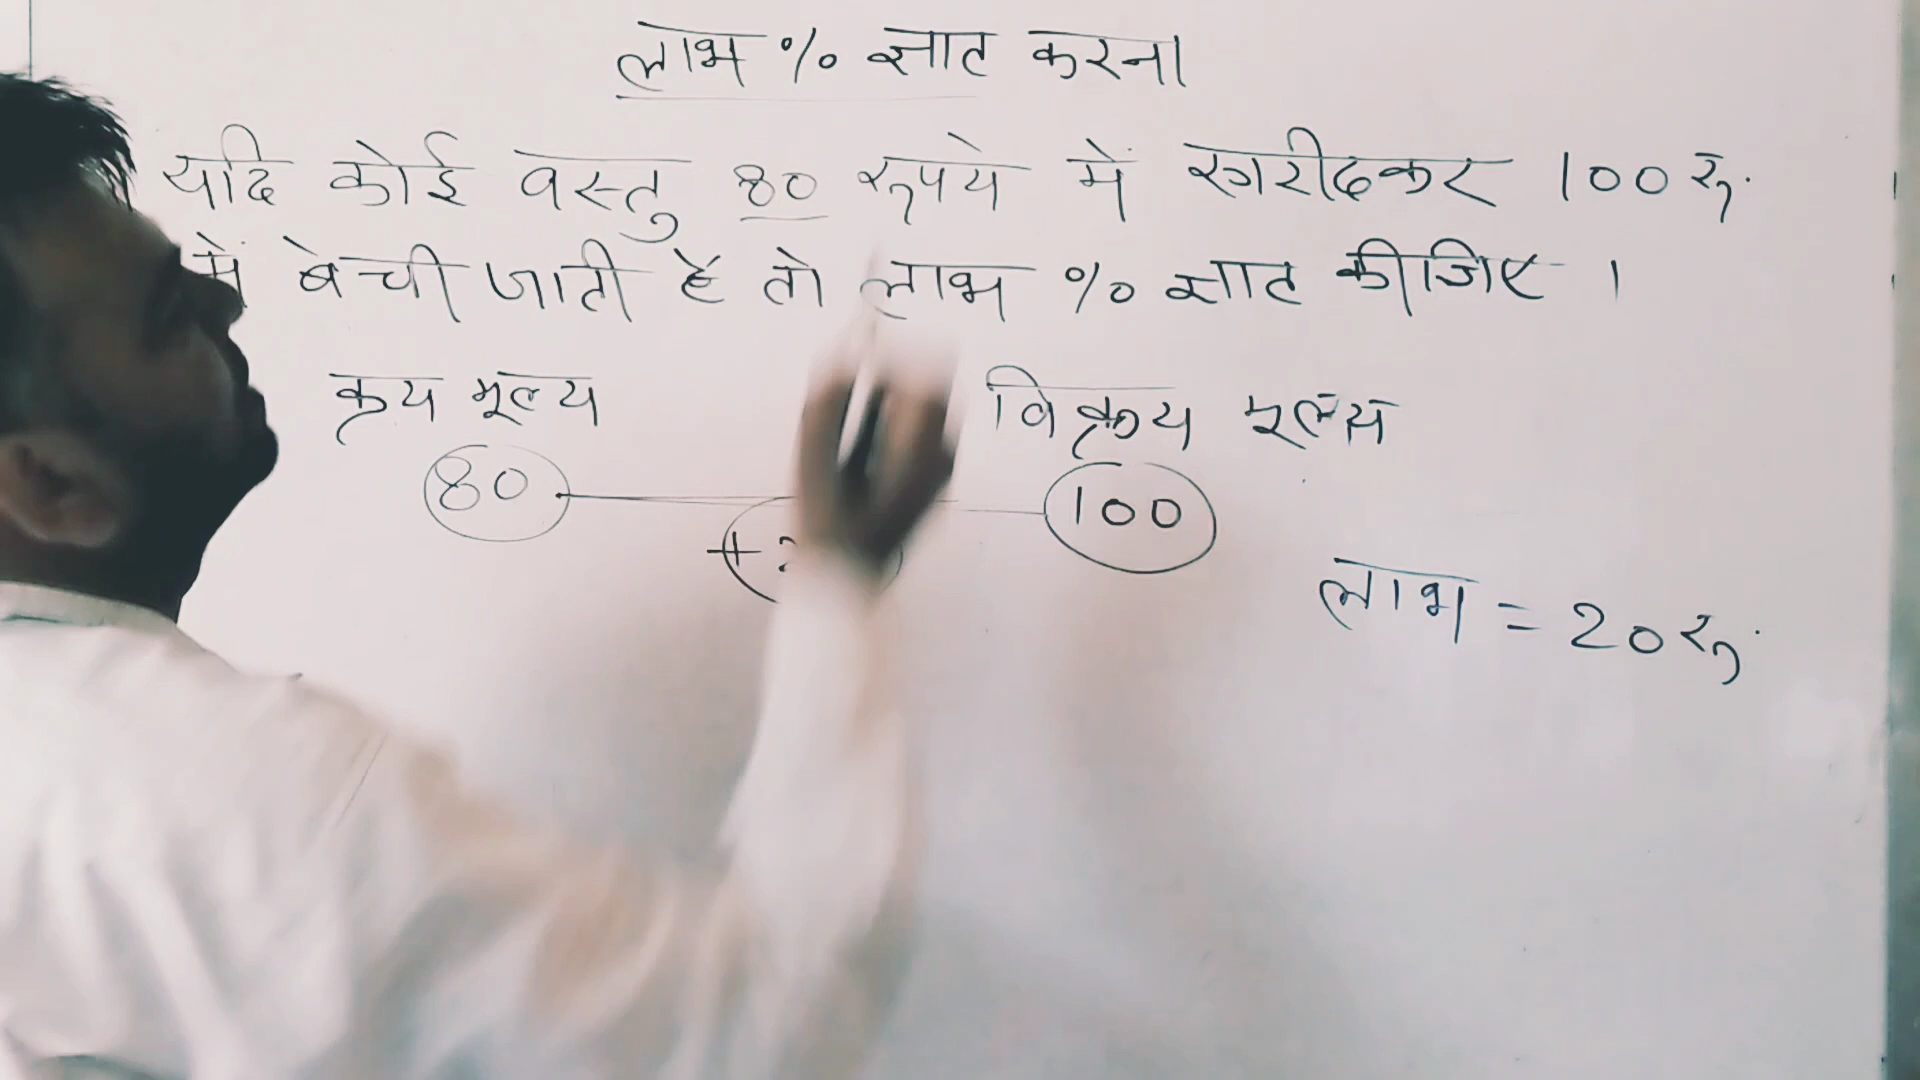 लाभ % ज्ञात करना
यदि कोई वस्तु 80 रूपये में खरीदकर 100 रु.
में बेची जाती है तो लाभ % ज्ञात कीजिए ।
क्रय मूल्य विक्रय मूल्य
80 100
+
लाभ = 20 रु.